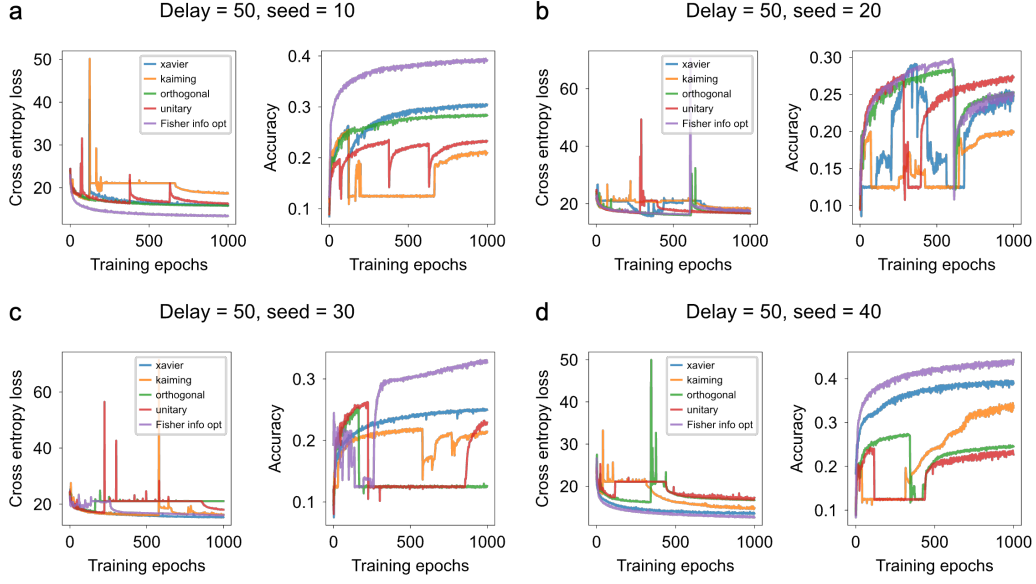 a
Delay = 50, seed = 10
Cross entropy loss
50
40
30
20
0
500
1000
Training epochs
xavier
kaiming
orthogonal
unitary
Fisher info opt
Accuracy
0.4
0.3
0.2
0.1
0
500
1000
Training epochs
b
Delay = 50, seed = 20
Cross entropy loss
60
40
20
0
500
1000
Training epochs
xavier
kaiming
orthogonal
unitary
Fisher info opt
Accuracy
0.30
0.25
0.20
0.15
0.10
0
500
1000
Training epochs
c
Delay = 50, seed = 30
Cross entropy loss
60
40
20
0
500
1000
Training epochs
xavier
kaiming
orthogonal
unitary
Fisher info opt
Accuracy
0.3
0.2
0.1
0
500
1000
Training epochs
d
Delay = 50, seed = 40
Cross entropy loss
50
40
30
20
0
500
1000
Training epochs
xavier
kaiming
orthogonal
unitary
Fisher info opt
Accuracy
0.4
0.3
0.2
0.1
0
500
1000
Training epochs